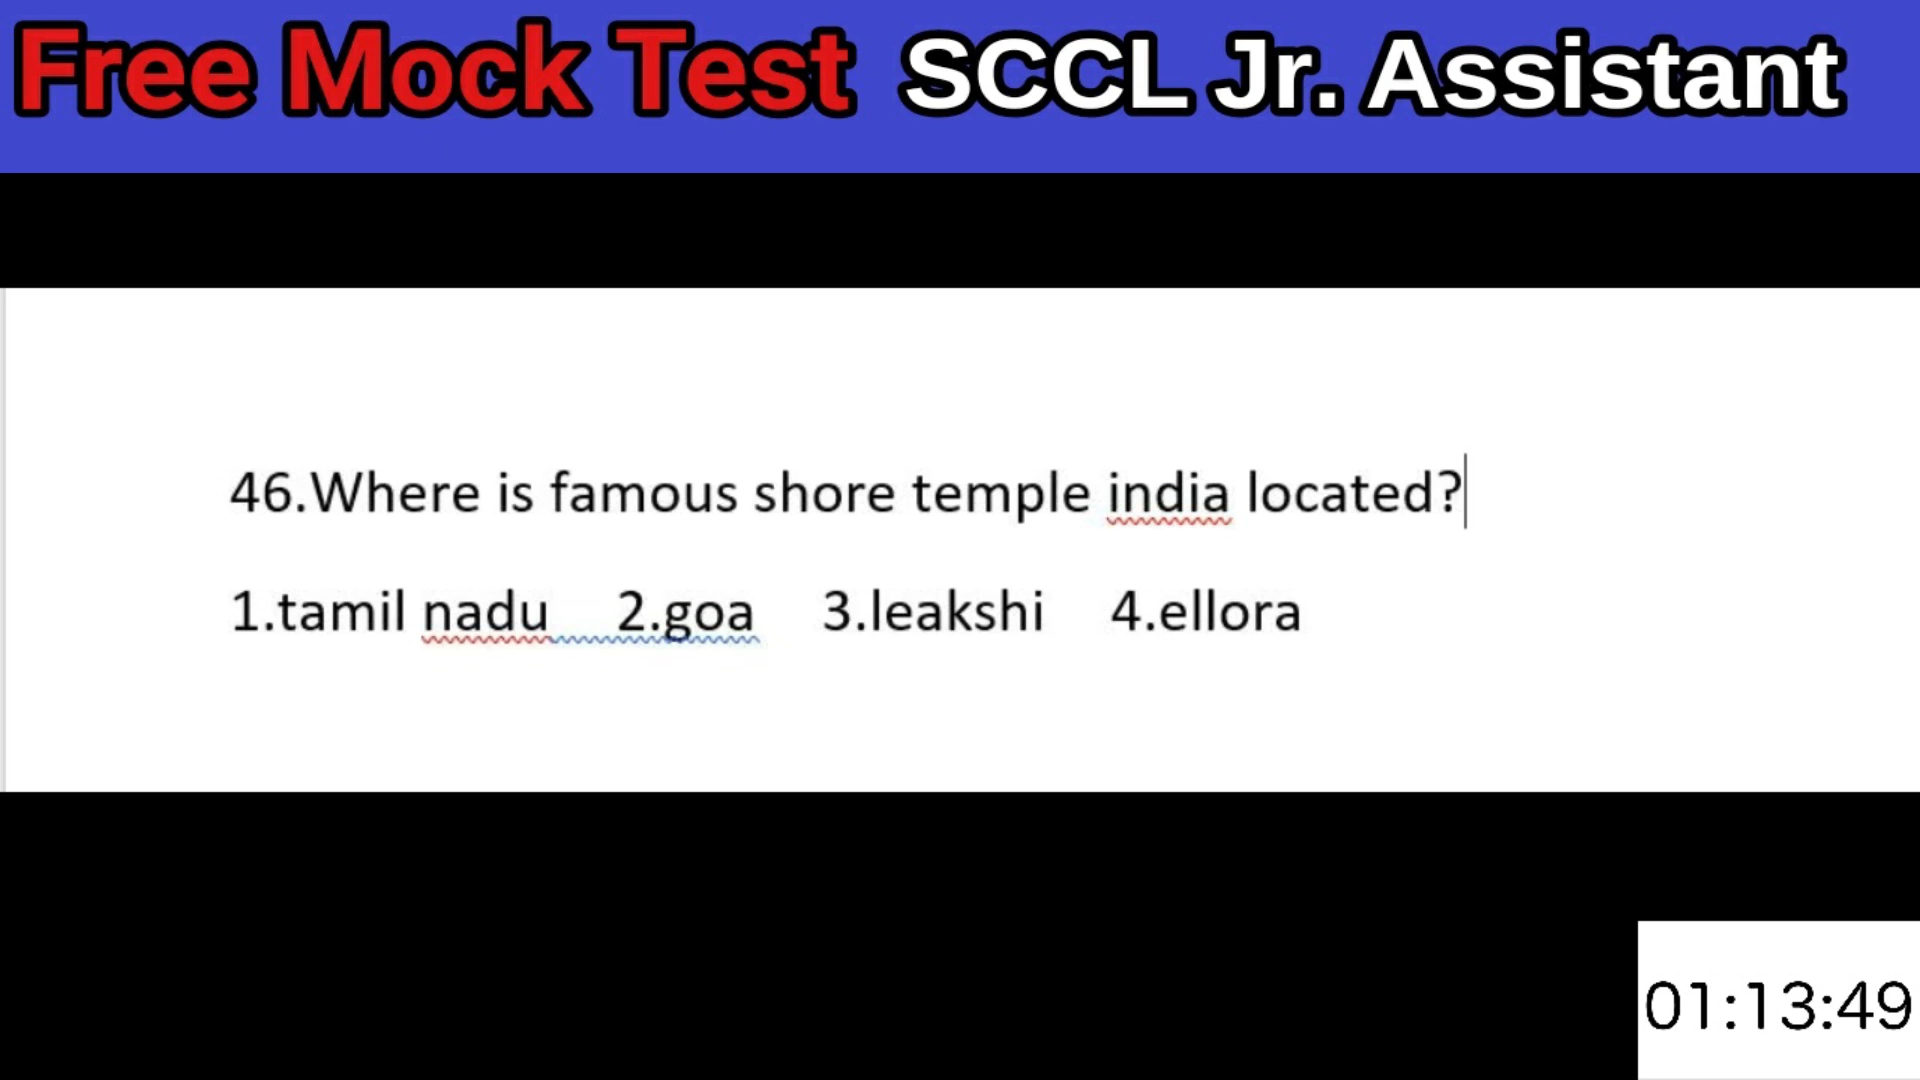 Free Mock Test SCCL Jr. Assistant
46.Where is famous shore temple india located?
1.tamil nadu 2.goa 3.leakshi 4.ellora
01:13:49